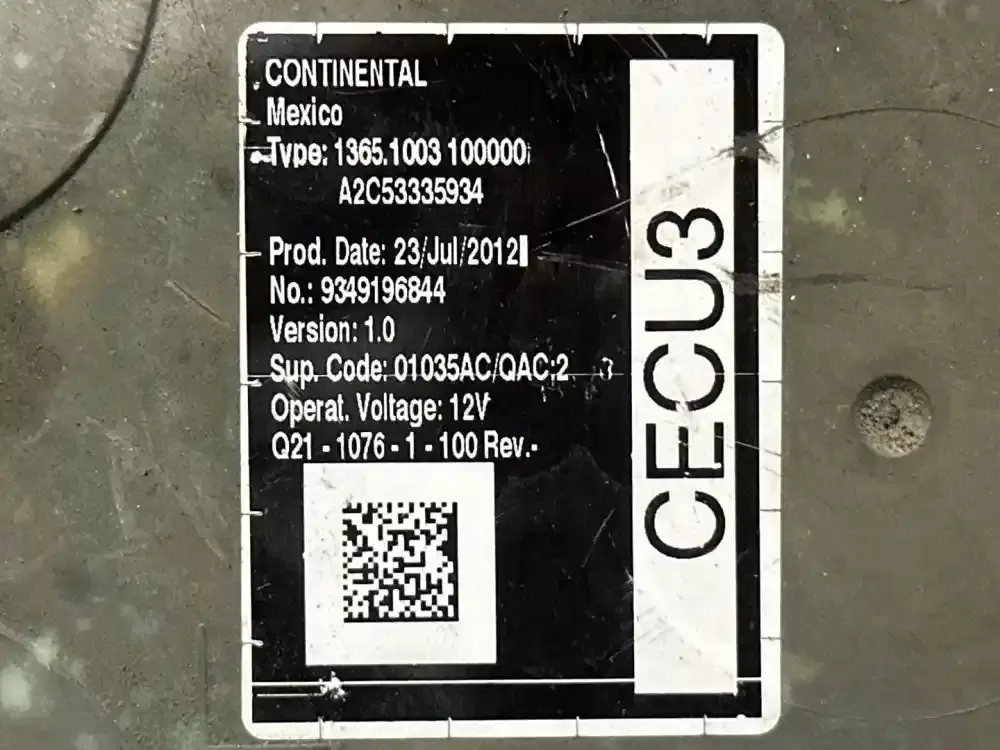 CONTINENTAL
Mexico
Type: 1365.1003 100000
A2C53335934
Prod. Date: 23/Jul/2012
No.: 9349196844
Version: 1.0
Sup. Code: 01035AC/QAC:2
Operat. Voltage: 12V
Q21 - 1076 - 1 - 100 Rev.-
CECU3